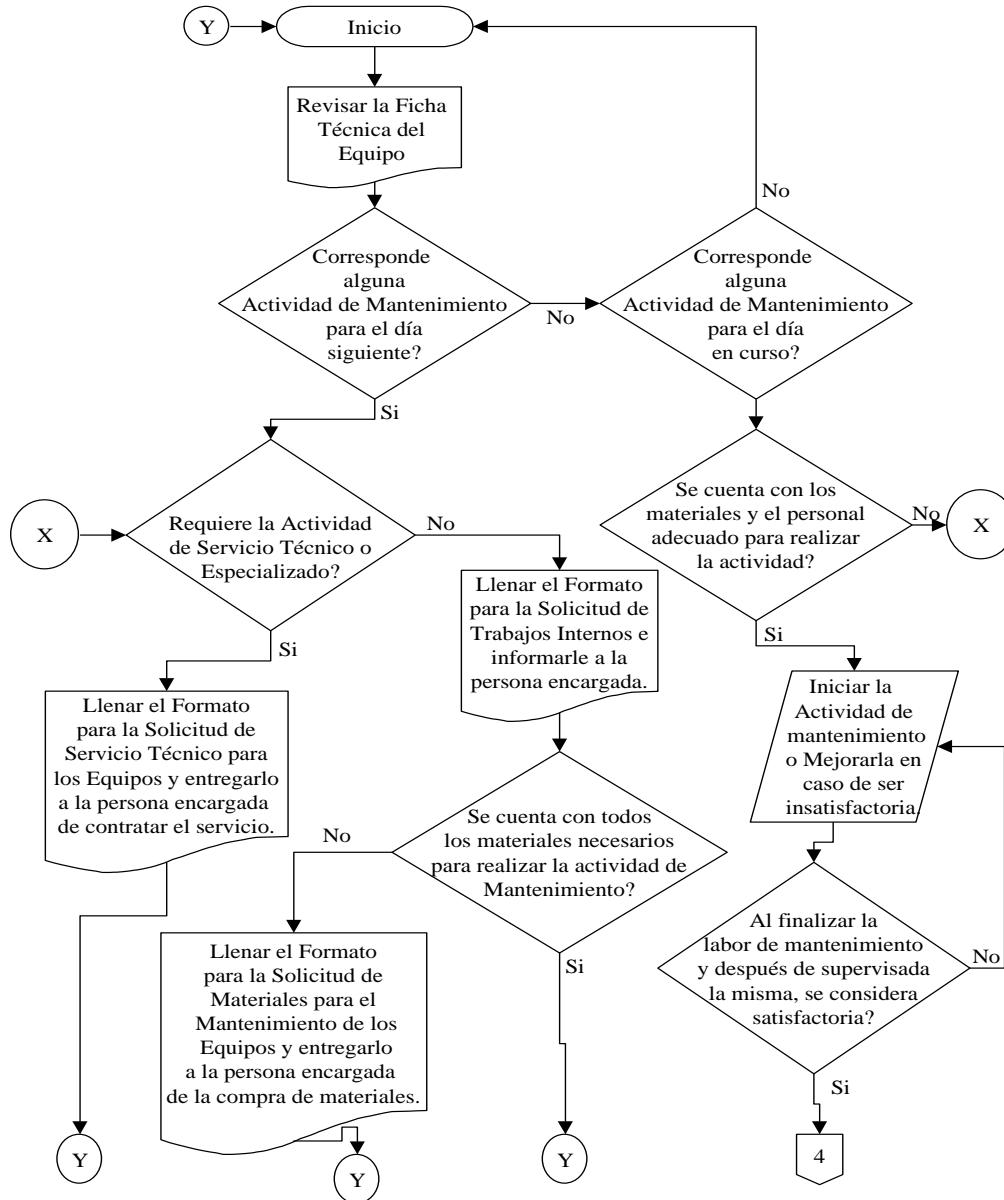 Y
Inicio
Revisar la Ficha
Técnica del
Equipo
No
Corresponde
alguna
Actividad de Mantenimiento
para el día
siguiente?
No
Corresponde
alguna
Actividad de Mantenimiento
para el día
en curso?
Si
X
Requiere la Actividad
de Servicio Técnico o
Especializado?
No
Se cuenta con los
materiales y el personal
adecuado para realizar
la actividad?
No
X
Si
Llenar el Formato
para la Solicitud de
Trabajos Internos e
informarle a la
persona encargada.
Si
Llenar el Formato
para la Solicitud de
Servicio Técnico para
los Equipos y entregarlo
a la persona encargada
de contratar el servicio.
Iniciar la
Actividad de
mantenimiento
o Mejorarla en
caso de ser
insatisfactoria.
Se cuenta con todos
los materiales necesarios
para realizar la actividad de
Mantenimiento?
No
Si
Llenar el Formato
para la Solicitud de
Materiales para el
Mantenimiento de los
Equipos y entregarlo
a la persona encargada
de la compra de materiales.
Al finalizar la
labor de mantenimiento
y después de supervisada
la misma, se considera
satisfactoria?
No
Si
Y
Y
Y
4